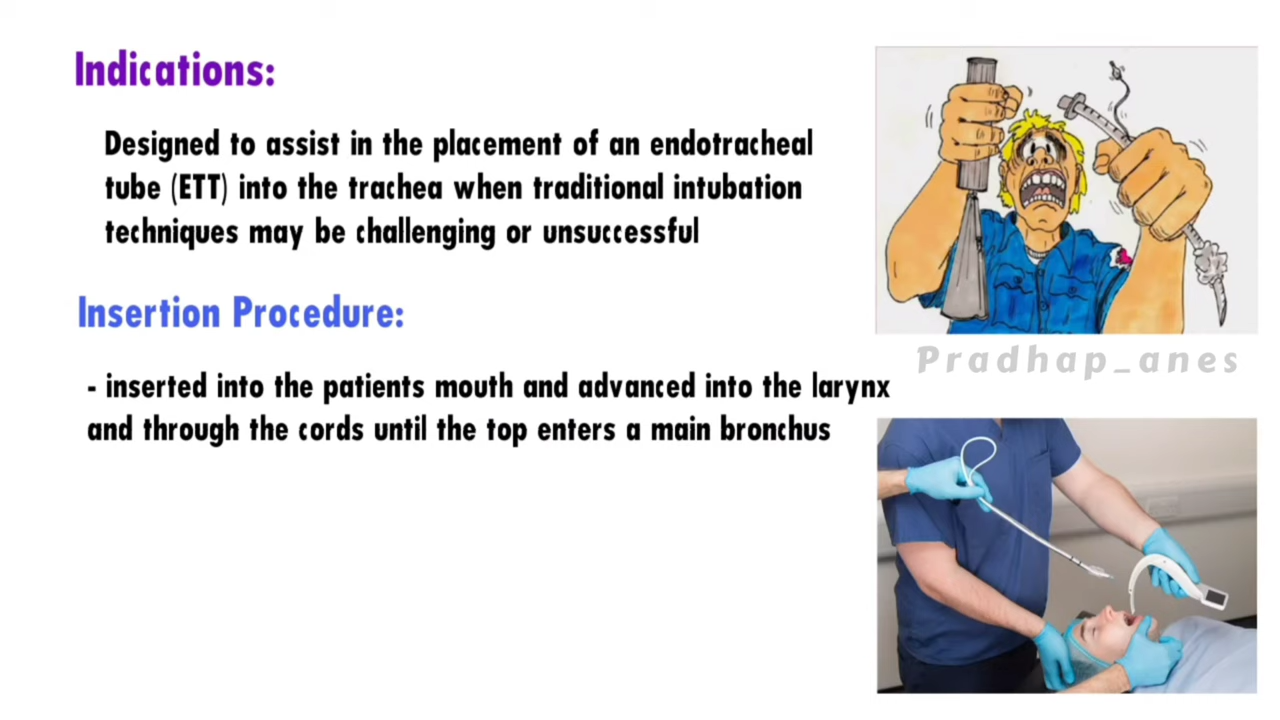 Indications:
Designed to assist in the placement of an endotracheal
tube (ETT) into the trachea when traditional intubation
techniques may be challenging or unsuccessful
Insertion Procedure:
- inserted into the patients mouth and advanced into the larynx
and through the cords until the top enters a main bronchus
Pradhap_anes